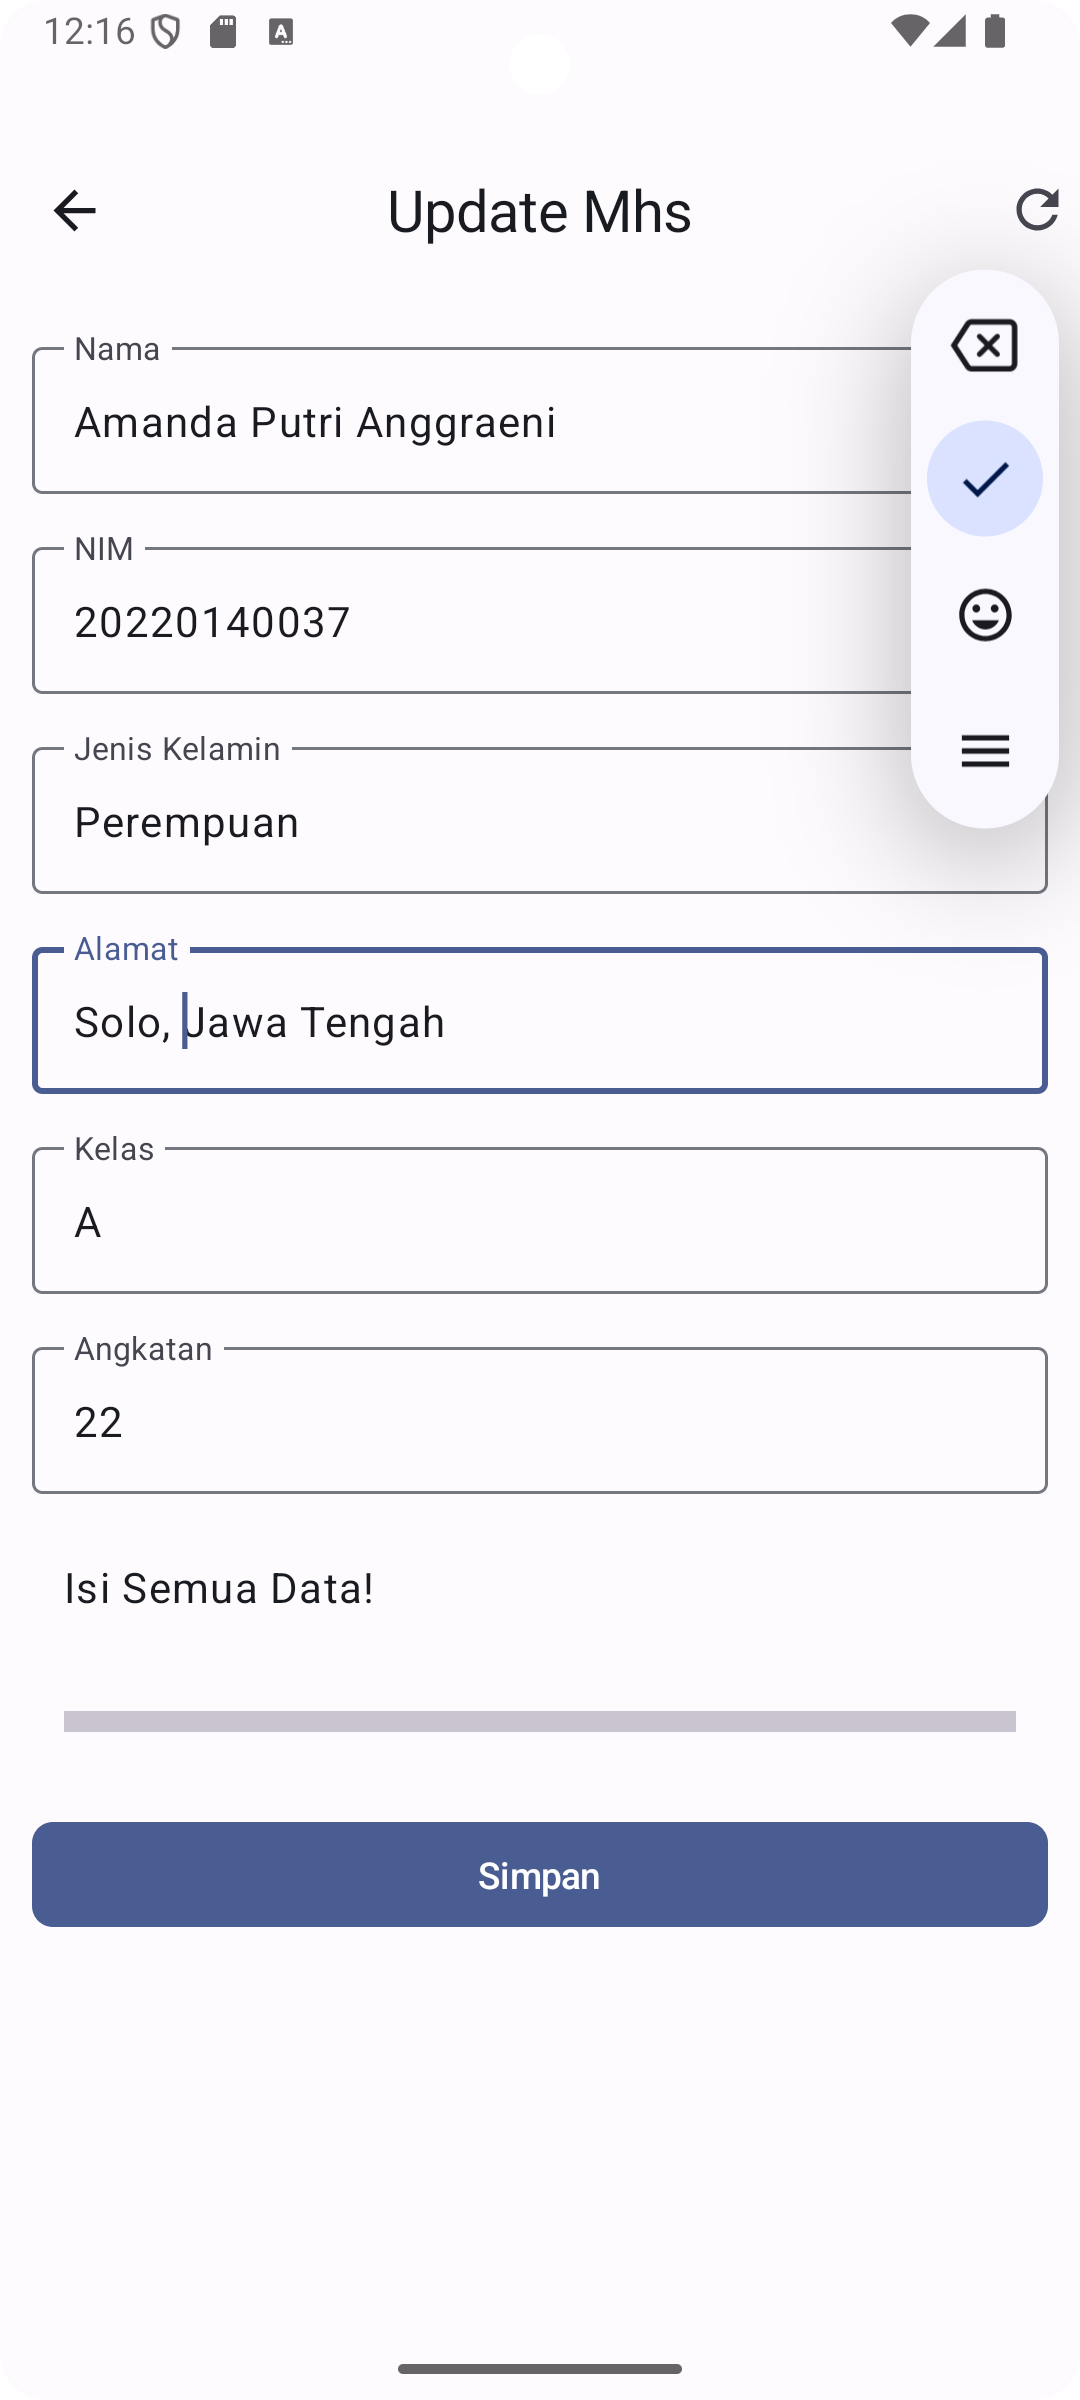 12:16
Update Mhs
Nama
Amanda Putri Anggraeni
NIM
20220140037
Jenis Kelamin
Perempuan
Alamat
Solo, Jawa Tengah
Kelas
A
Angkatan
22
Isi Semua Data!
Simpan